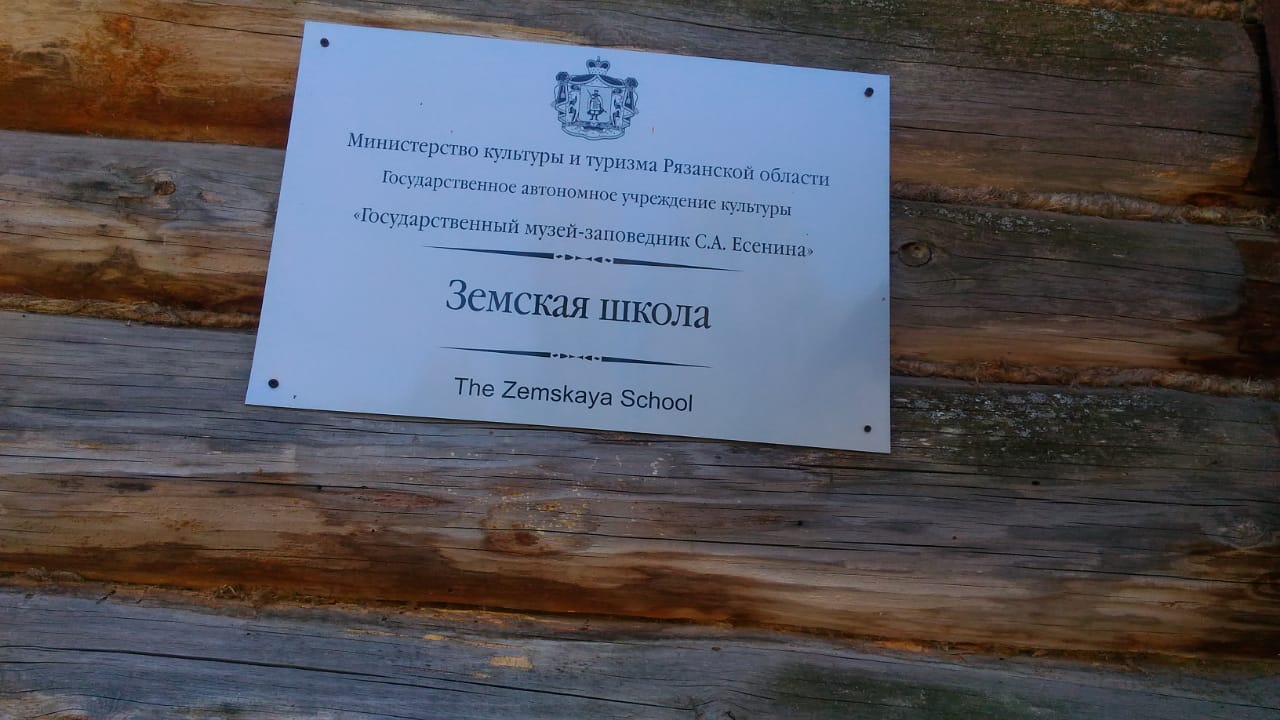 Министерство культуры и туризма Рязанской области
Государственное автономное учреждение культуры
«Государственный музей-заповедник С.А. Есенина»
Земская школа
The Zemskaya School